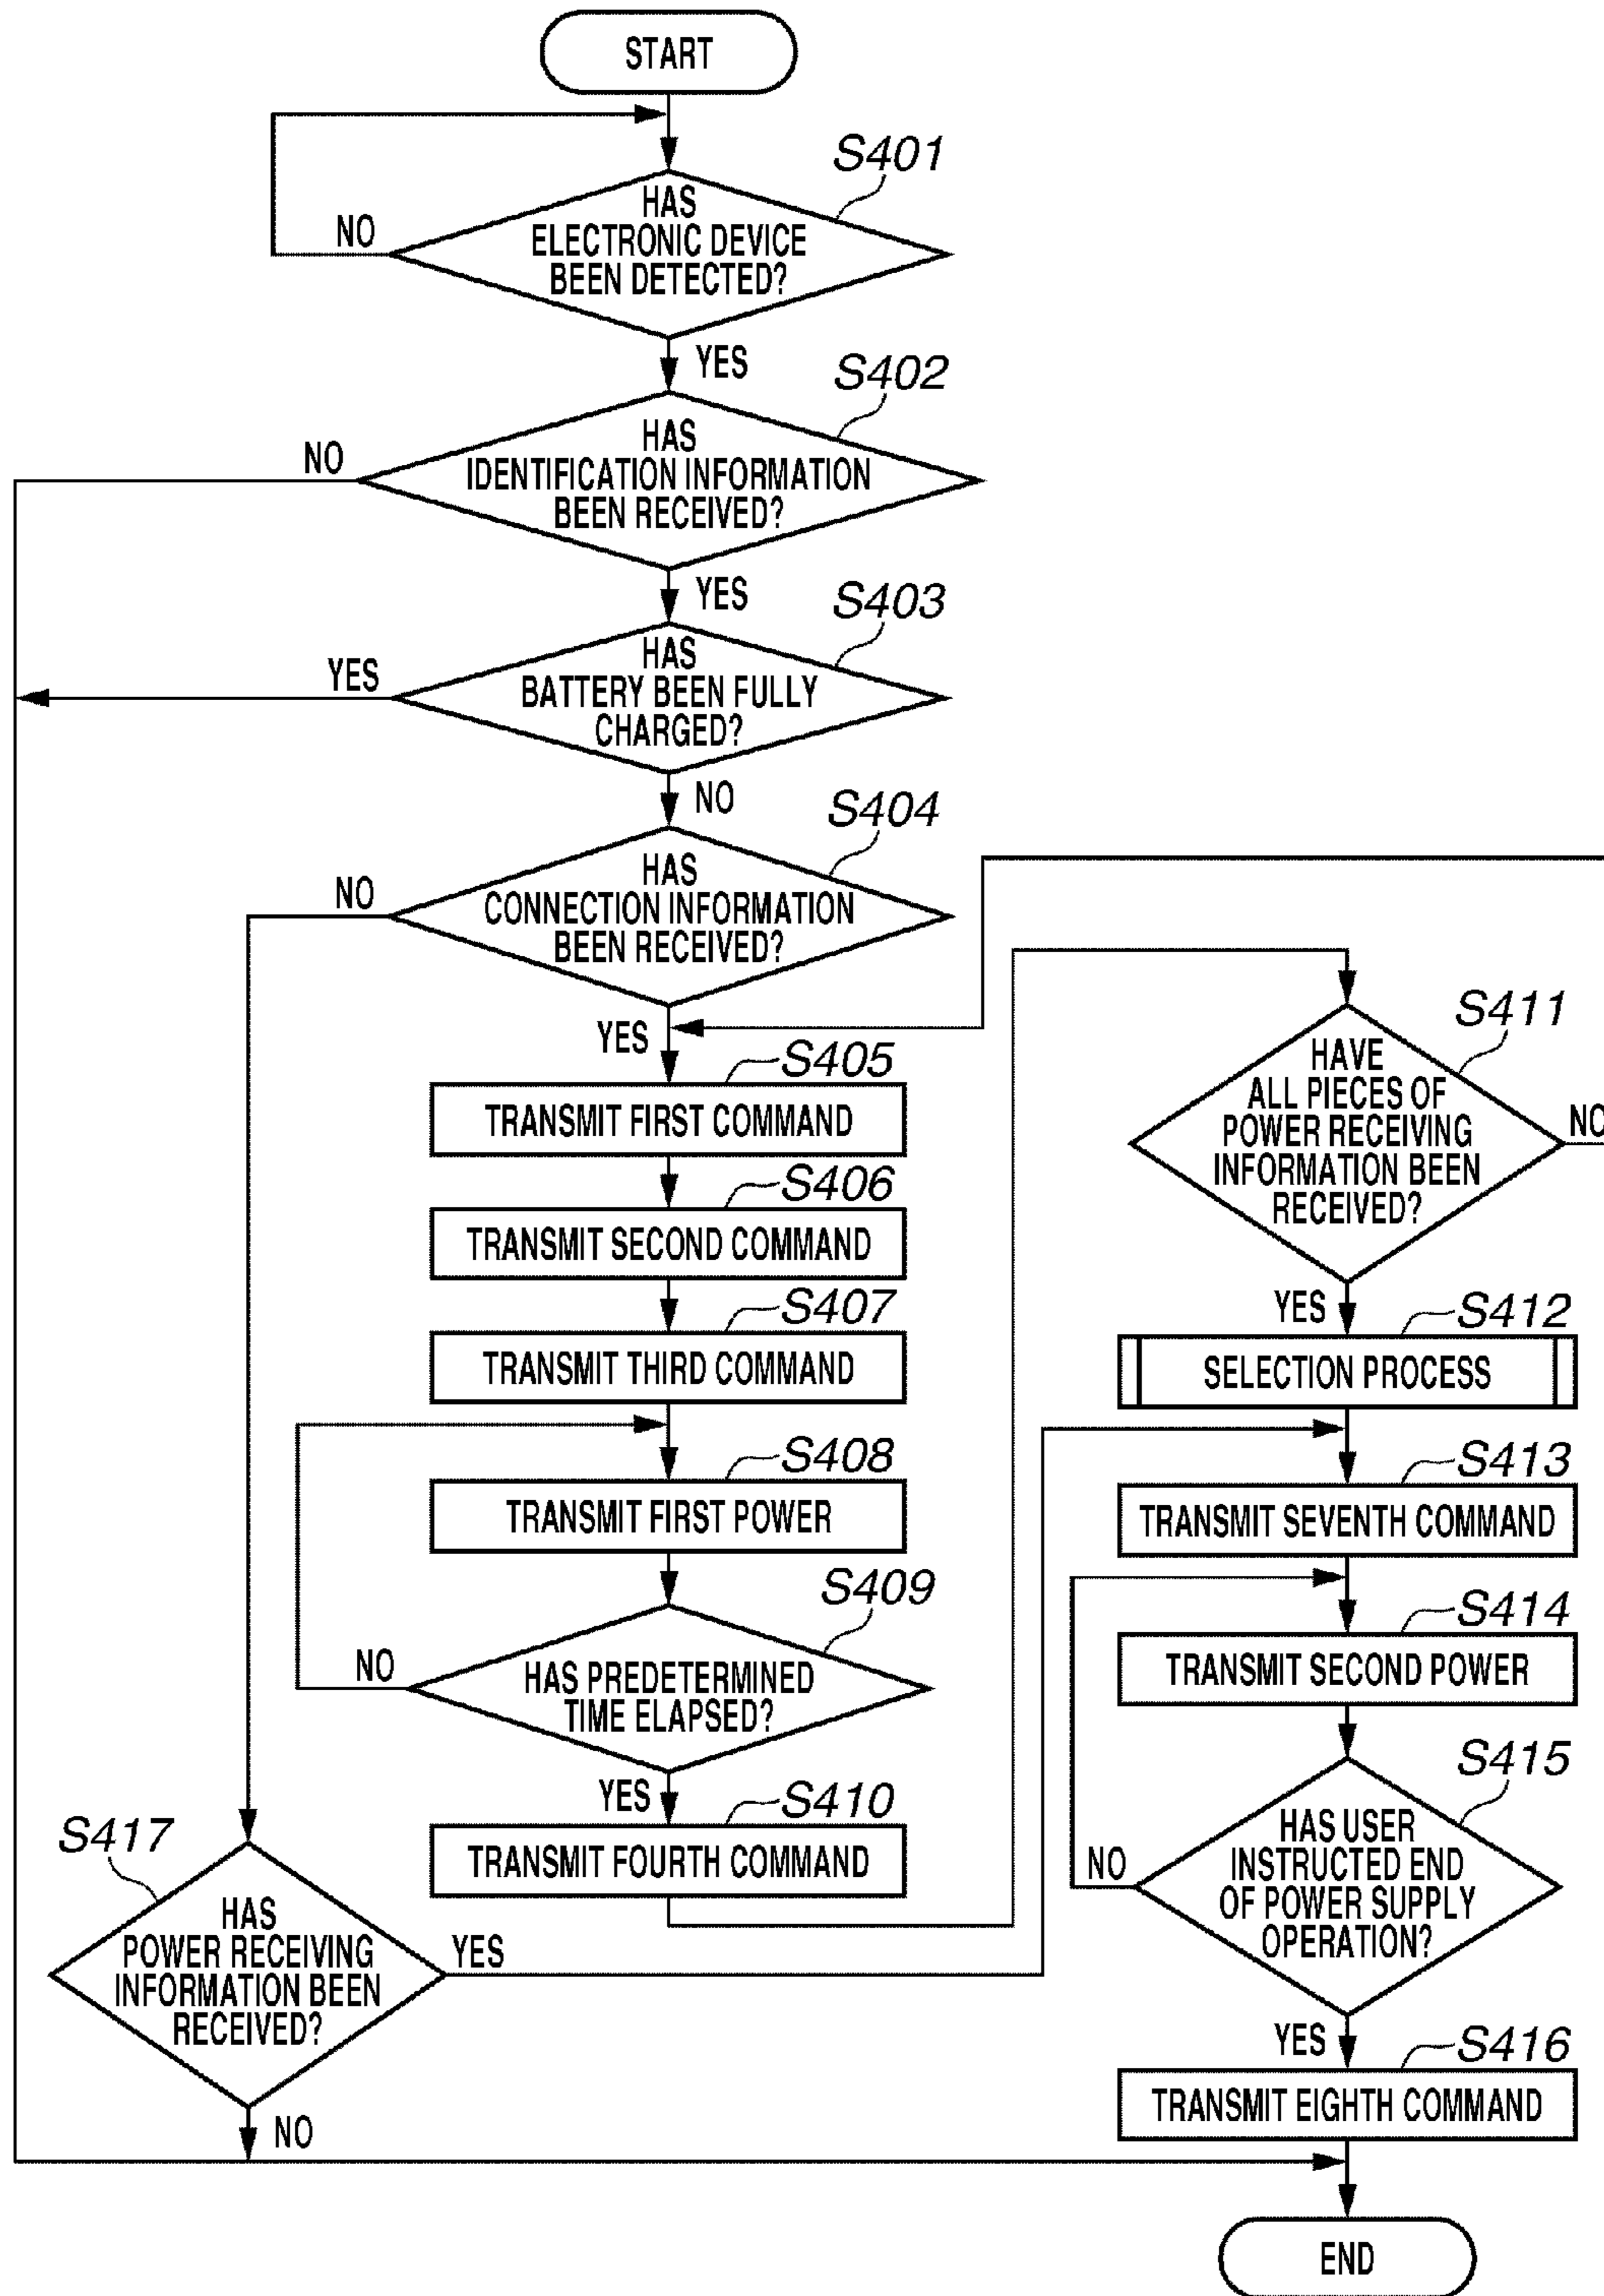 START
S401
HAS
ELECTRONIC DEVICE
BEEN DETECTED?
NO
YES
S402
HAS
IDENTIFICATION INFORMATION
BEEN RECEIVED?
NO
YES
S403
HAS
BATTERY BEEN FULLY
CHARGED?
YES
NO
S404
HAS
CONNECTION INFORMATION
BEEN RECEIVED?
NO
YES
S405
TRANSMIT FIRST COMMAND
S406
TRANSMIT SECOND COMMAND
S407
TRANSMIT THIRD COMMAND
S408
TRANSMIT FIRST POWER
S409
HAS PREDETERMINED
TIME ELAPSED?
NO
YES
S410
TRANSMIT FOURTH COMMAND
S411
HAVE
ALL PIECES OF
POWER RECEIVING
INFORMATION BEEN
RECEIVED?
NO
YES
S412
SELECTION PROCESS
S413
TRANSMIT SEVENTH COMMAND
S414
TRANSMIT SECOND POWER
S415
HAS USER
INSTRUCTED END
OF POWER SUPPLY
OPERATION?
NO
YES
S416
TRANSMIT EIGHTH COMMAND
S417
HAS
POWER RECEIVING
INFORMATION BEEN
RECEIVED?
YES
NO
END